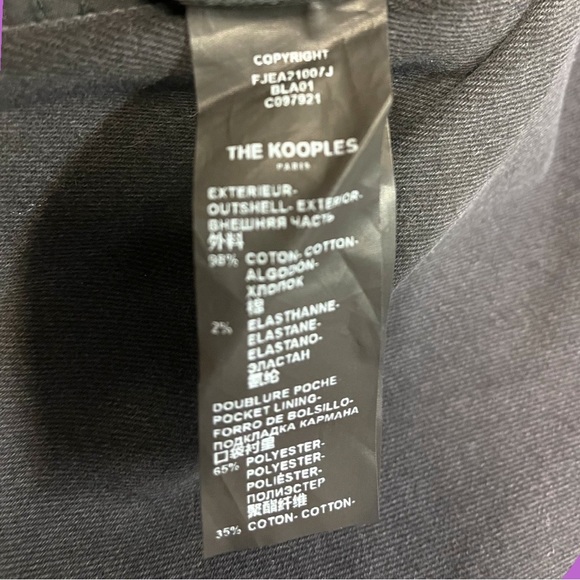 COPYRIGHT
FJEA21007J
BLA01
C097921
THE KOOPLES
PARIS
EXTERIEUR-
OUTSHELL- EXTERIOR-
ВНЕШНЯЯ ЧАСТЬ
外料
98% COTON- COTTON-
ALGODON-
ХЛОПОК
棉
2% ELASTHANNE-
ELASTANE-
ELASTANO-
ЭЛАСТАН
氨纶
DOUBLURE POCHE
POCKET LINING-
FORRO DE BOLSILLO-
ПОДКЛАДКА КАРМАНА
口袋衬里
65% POLYESTER-
POLYESTER-
POLIÉSTER-
ПОЛИЭСТЕР
聚酯纤维
35% COTON- COTTON-